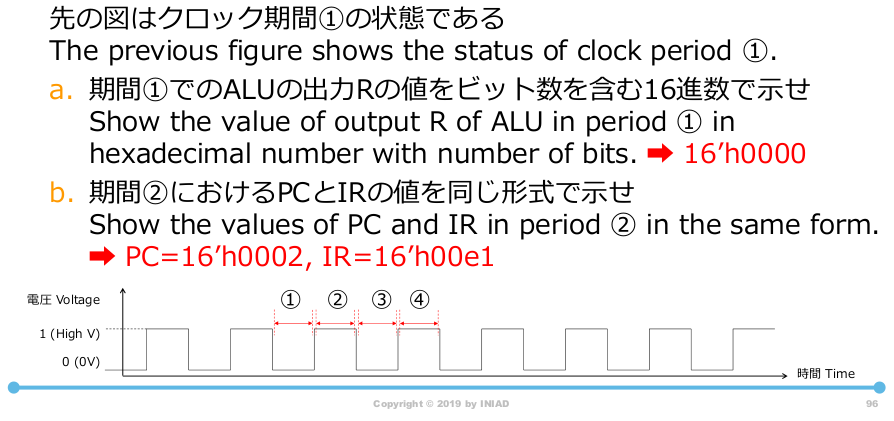 先の図はクロック期間①の状態である
The previous figure shows the status of clock period ①.
a. 期間①でのALUの出力Rの値をビット数を含む16進数で示せ
Show the value of output R of ALU in period ① in
hexadecimal number with number of bits. ➡ 16’h0000
b. 期間②におけるPCとIRの値を同じ形式で示せ
Show the values of PC and IR in period ② in the same form.
➡ PC=16’h0002, IR=16’h00e1
電圧 Voltage
① ② ③ ④
1 (High V)
0 (0V)
時間 Time
Copyright © 2019 by INIAD
96